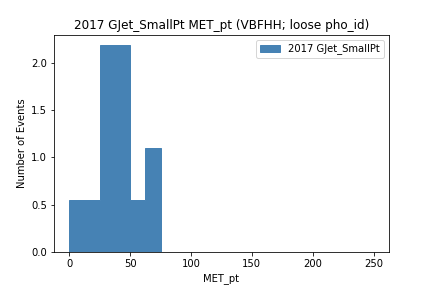 2017 GJet_SmallPt MET_pt (VBFHH; loose pho_id)
2017 GJet_SmallPt
2.0
1.5
1.0
0.5
0.0
Number of Events
0 50 100 150 200 250
MET_pt